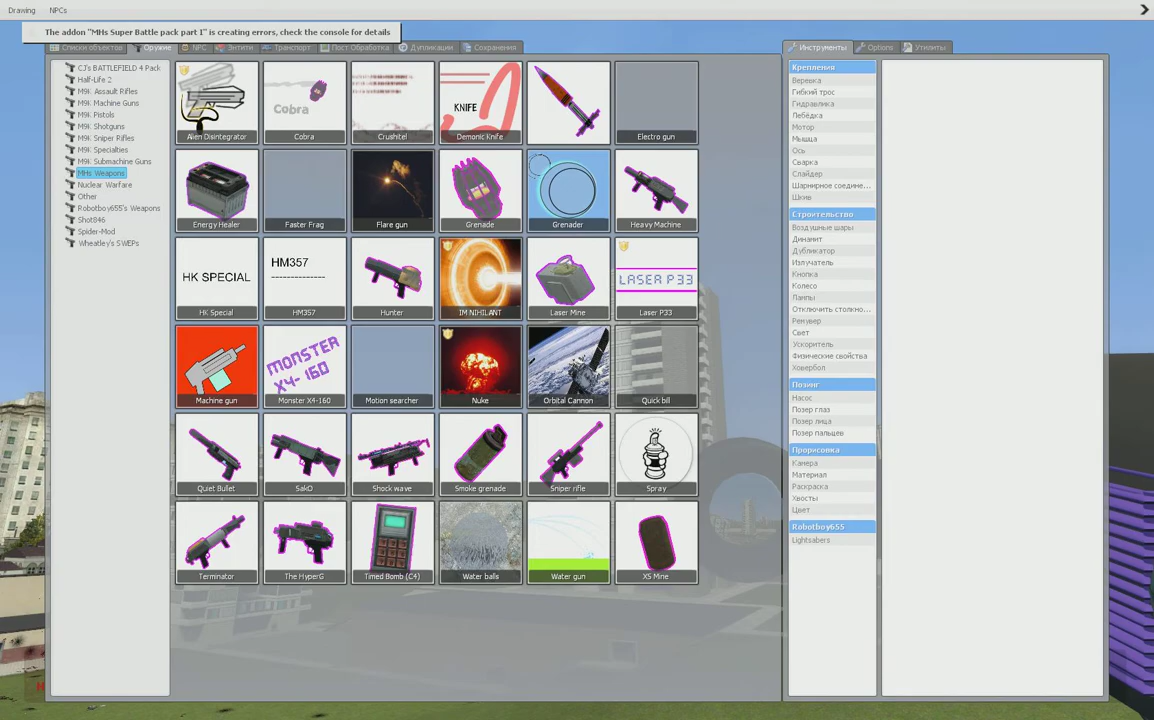 Drawing
NPCs
The addon "MHs Super Battle pack part 1" is creating errors, check the console for details
Списки объектов
Оружие
NPC
Энтити
Транспорт
Пост Обработка
Дупликации
Сохранения
Инструменты
Options
Утилиты
CJ's BATTLEFIELD 4 Pack
Half-Life 2
M9K Assault Rifles
M9K Machine Guns
M9K Pistols
M9K Shotguns
M9K Sniper Rifles
M9K Specialties
M9K Submachine Guns
MHs Weapons
Nuclear Warfare
Other
Robotboy655's Weapons
Shot846
Spider-Mod
Wheatley's SWEPs
Alien Disintegrator
Cobra
Cobra
Crushitel
KNIFE
Demonic Knife
Electro gun
Energy Healer
Faster Frag
Flare gun
Grenade
Grenader
Heavy Machine
HK SPECIAL
HK Special
HM357
HM357
Hunter
IM NIHILANT
Laser Mine
LASER P33
Laser P33
Machine gun
MONSTER
X4-160
Monster X4-160
Motion searcher
Nuke
Orbital Cannon
Quick bill
Quiet Bullet
SakO
Shock wave
Smoke grenade
Sniper rifle
Spray
Terminator
The HyperG
Timed Bomb (C4)
Water balls
Water gun
XS Mine
Крепления
Веревка
Гибкий трос
Гидравлика
Лебёдка
Мотор
Мышца
Ось
Сварка
Слайдер
Шарнирное соедине...
Шкив
Строительство
Воздушные шары
Динамит
Дубликатор
Излучатель
Кнопка
Колесо
Лампы
Отключить столкно...
Ремувер
Свет
Ускоритель
Физические свойства
Ховербол
Позинг
Насос
Позер глаз
Позер лица
Позер пальцев
Прорисовка
Камера
Материал
Раскраска
Хвосты
Цвет
Robotboy655
Lightsabers